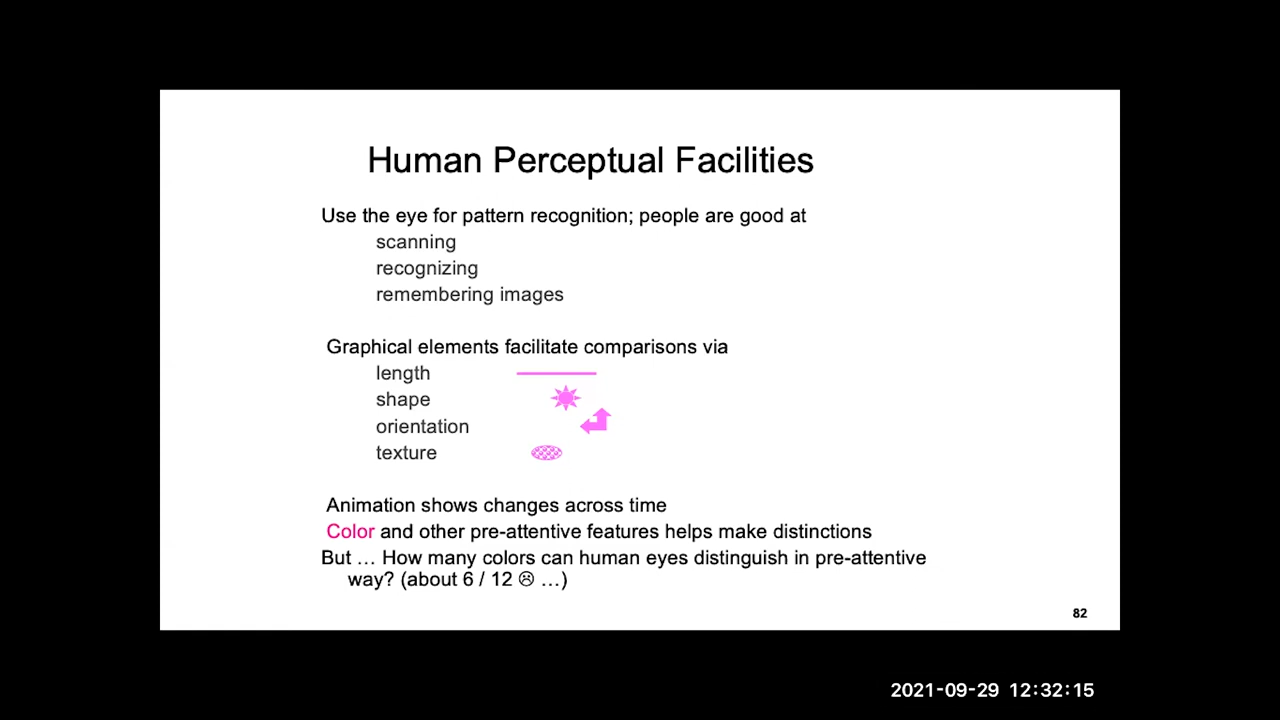 Human Perceptual Facilities
Use the eye for pattern recognition; people are good at
scanning
recognizing
remembering images
Graphical elements facilitate comparisons via
length
shape
orientation
texture
Animation shows changes across time
Color and other pre-attentive features helps make distinctions
But … How many colors can human eyes distinguish in pre-attentive
way? (about 6 / 12 ☹ …)
82
2021-09-29 12:32:15